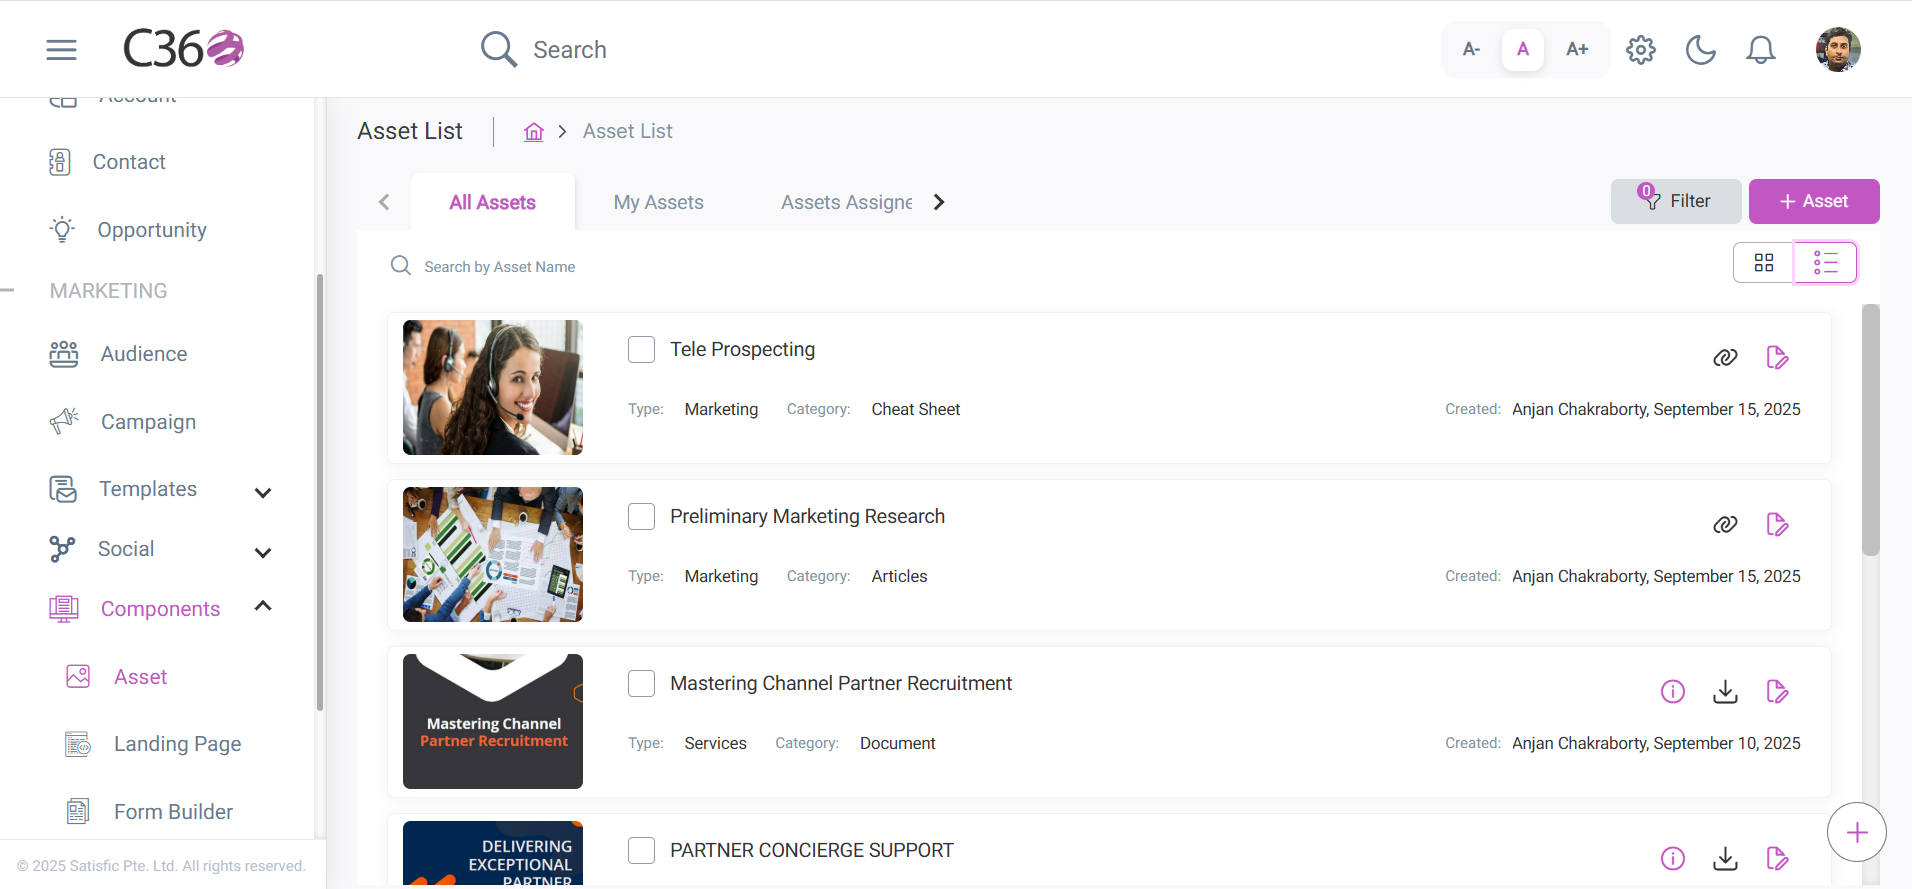 C360
Search
A-
A
A+
Account
Contact
Opportunity
MARKETING
Audience
Campaign
Templates
Social
Components
Asset
Landing Page
Form Builder
© 2025 Satisfic Pte. Ltd. All rights reserved.
Asset List
Asset List
All Assets
My Assets
Assets Assigne
0
Filter
+ Asset
Search by Asset Name
Tele Prospecting
Type: Marketing Category: Cheat Sheet
Created: Anjan Chakraborty, September 15, 2025
Preliminary Marketing Research
Type: Marketing Category: Articles
Created: Anjan Chakraborty, September 15, 2025
Mastering Channel
Partner Recruitment
Mastering Channel Partner Recruitment
Type: Services Category: Document
Created: Anjan Chakraborty, September 10, 2025
DELIVERING
EXCEPTIONAL
PARTNER
PARTNER CONCIERGE SUPPORT